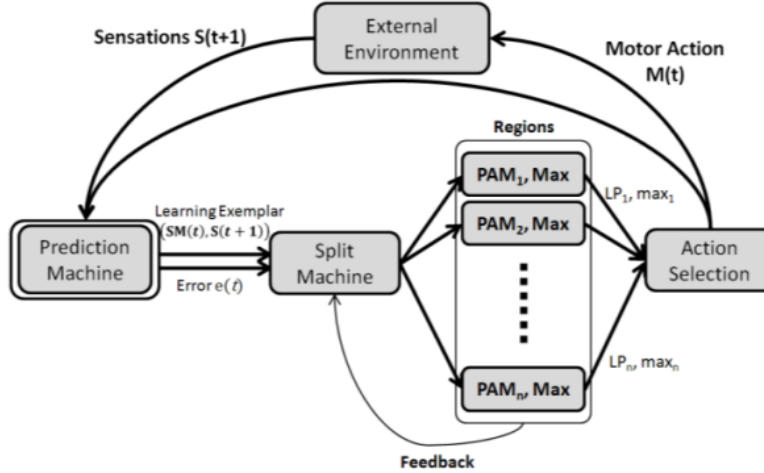 Sensations S(t+1)
External
Environment
Motor Action
M(t)
Regions
PAM₁, Max
LP₁, max₁
Learning Exemplar
(SM(t), S(t + 1))
PAM₂, Max
Prediction
Machine
Split
Machine
Action
Selection
Error e(t)
LPₙ, maxₙ
PAMₙ, Max
Feedback